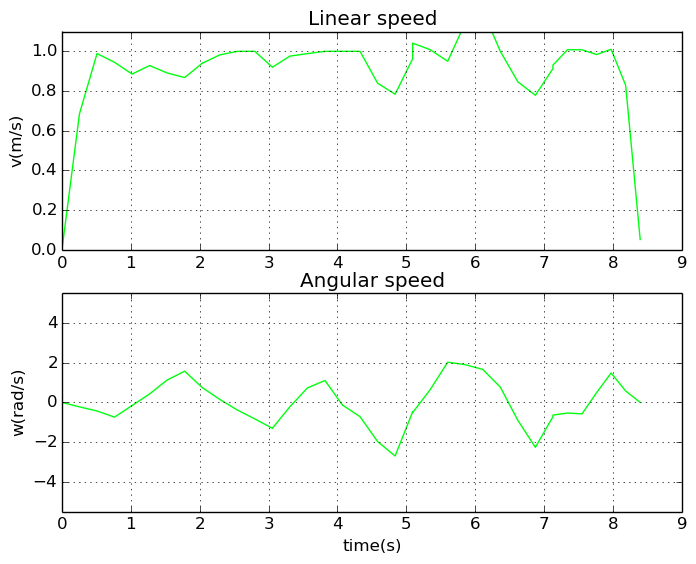 Linear speed
v(m/s)
1.0
0.8
0.6
0.4
0.2
0.0
0 1 2 3 4 5 6 7 8 9
Angular speed
w(rad/s)
4
2
0
−2
−4
0 1 2 3 4 5 6 7 8 9
time(s)